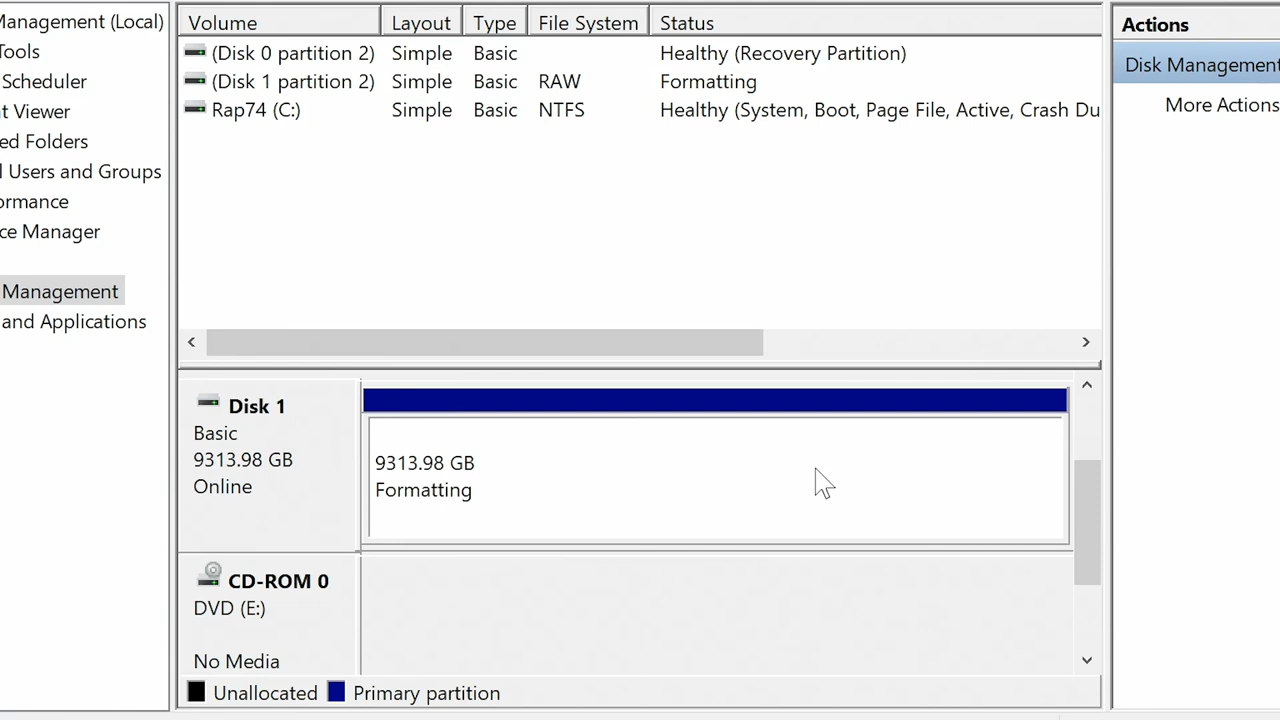 Management (Local)
Tools
Scheduler
t Viewer
ed Folders
l Users and Groups
ormance
ce Manager
Management
and Applications
Volume Layout Type File System Status
(Disk 0 partition 2) Simple Basic Healthy (Recovery Partition)
(Disk 1 partition 2) Simple Basic RAW Formatting
Rap74 (C:) Simple Basic NTFS Healthy (System, Boot, Page File, Active, Crash Du
Disk 1
Basic
9313.98 GB
Online
9313.98 GB
Formatting
CD-ROM 0
DVD (E:)
No Media
Unallocated Primary partition
Actions
Disk Management
More Actions